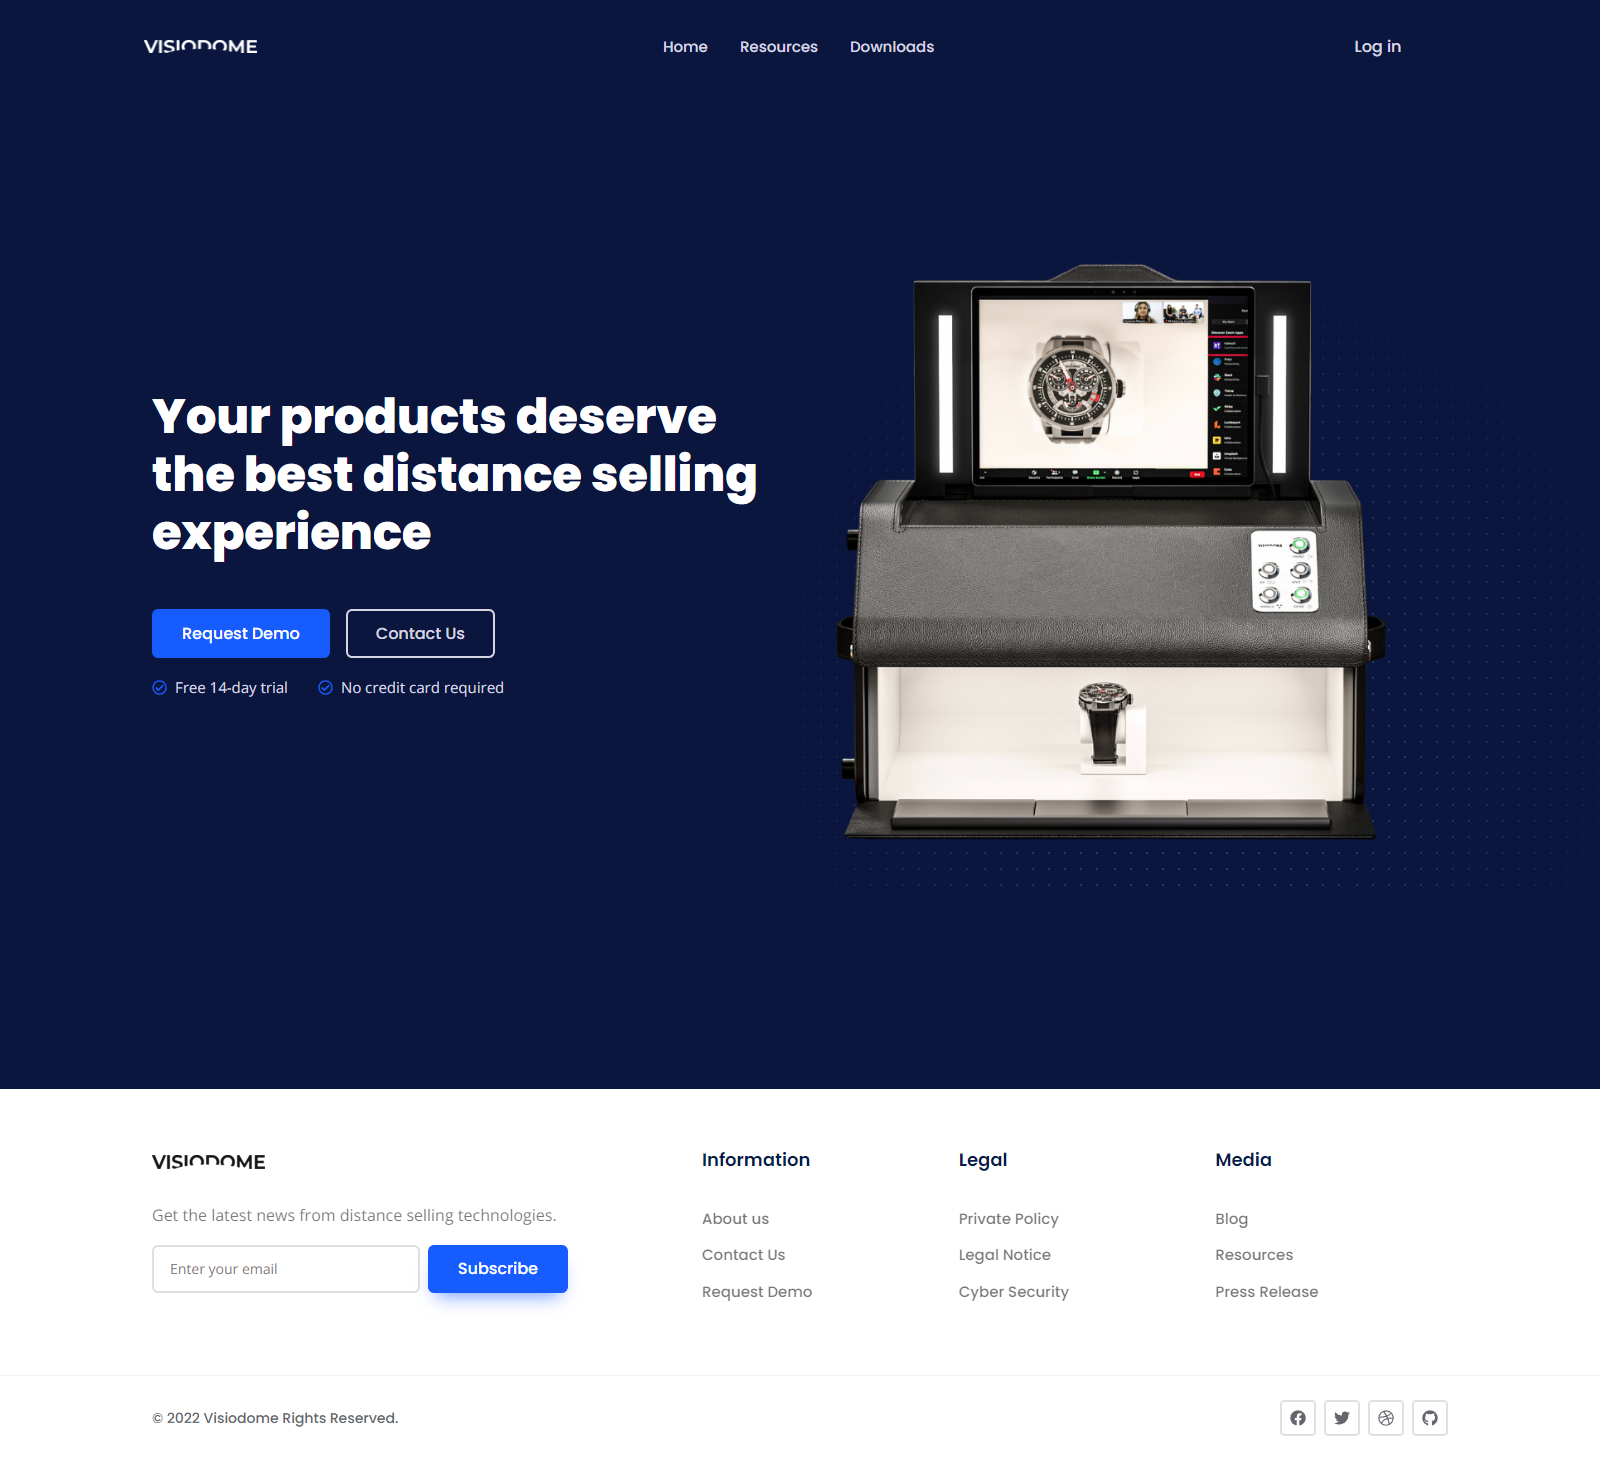 VISIODOME
Home
Resources
Downloads
Log in
Your products deserve
the best distance selling
experience
Request Demo
Contact Us
Free 14-day trial
No credit card required
VISIODOME
Get the latest news from distance selling technologies.
Enter your email
Subscribe
Information
About us
Contact Us
Request Demo
Legal
Private Policy
Legal Notice
Cyber Security
Media
Blog
Resources
Press Release
© 2022 Visiodome Rights Reserved.